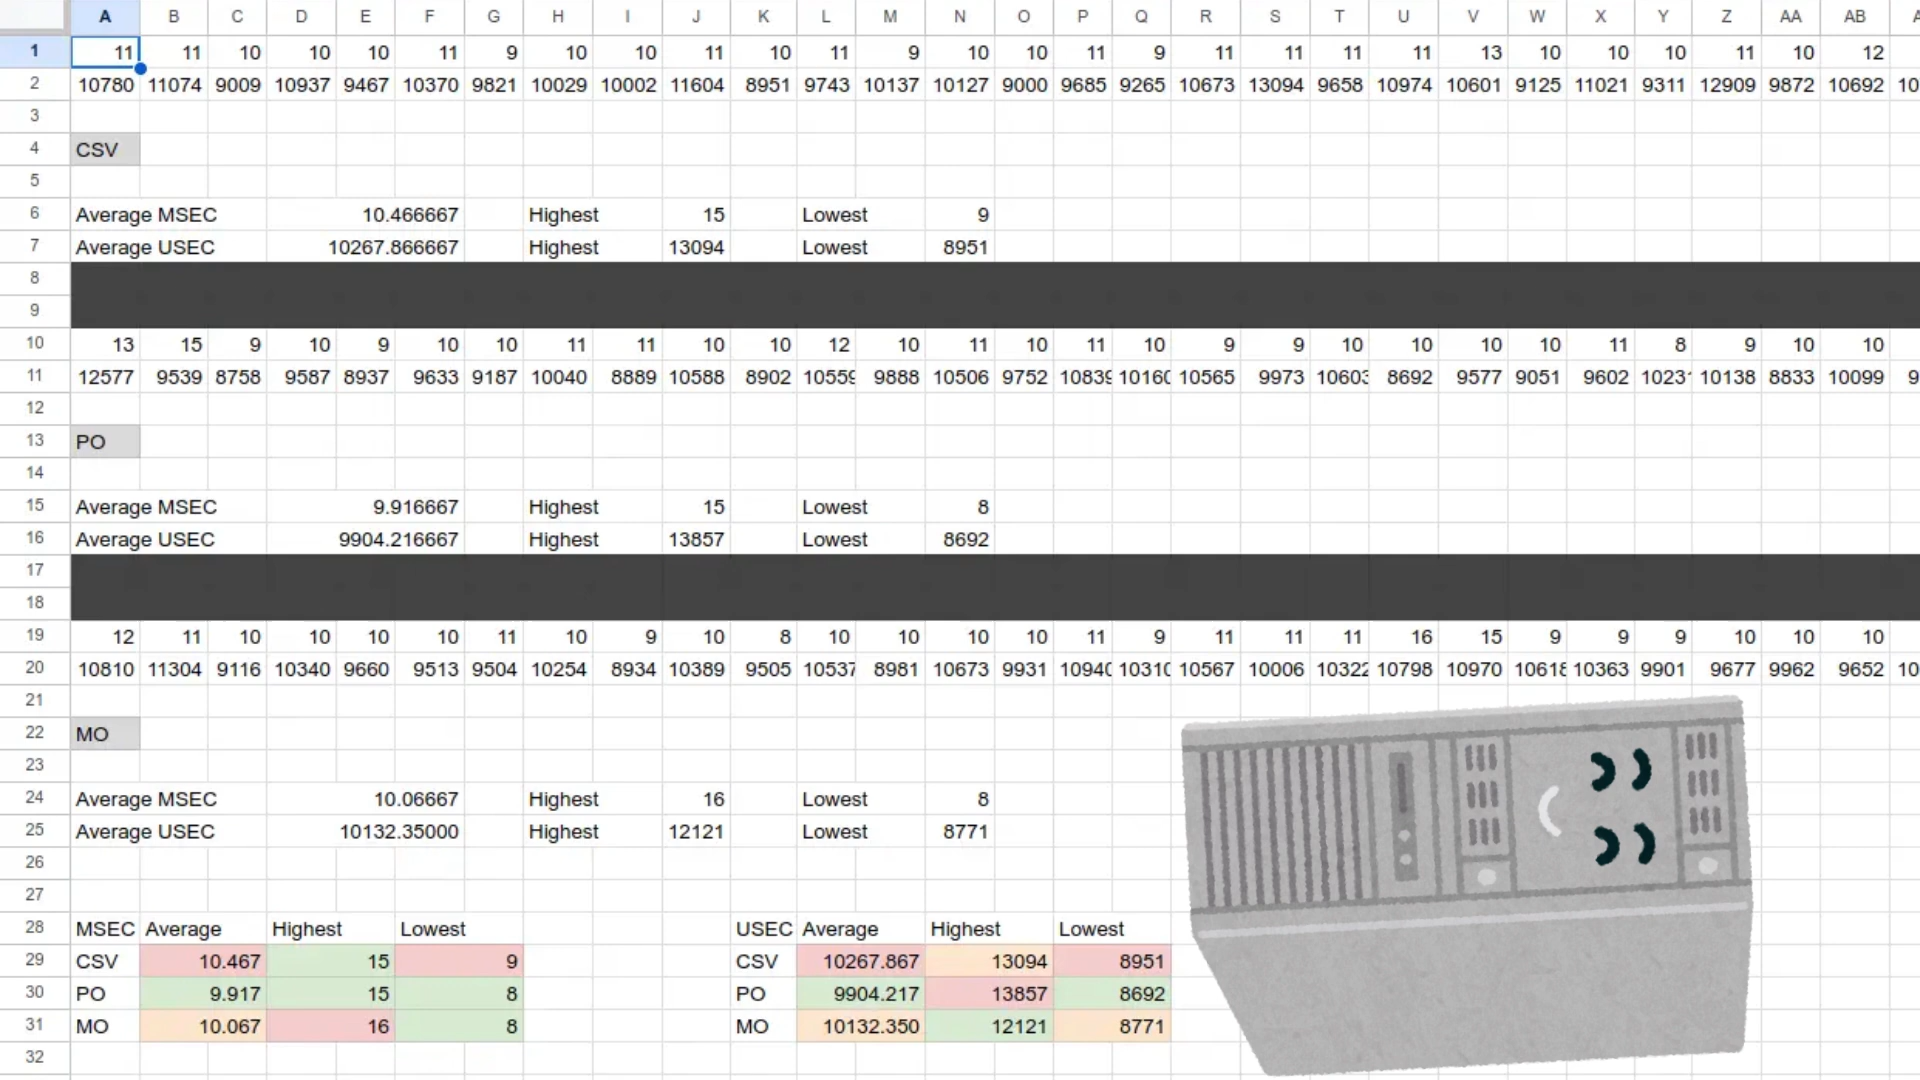 A B C D E F G H I J K L M N O P Q R S T U V W X Y Z AA AB
1 11 11 10 10 10 11 9 10 10 11 10 11 9 10 10 11 9 11 11 11 11 13 10 10 10 11 10 12
2 10780 11074 9009 10937 9467 10370 9821 10029 10002 11604 8951 9743 10137 10127 9000 9685 9265 10673 13094 9658 10974 10601 9125 11021 9311 12909 9872 10692 10
3
4 CSV
5
6 Average MSEC 10.466667 Highest 15 Lowest 9
7 Average USEC 10267.866667 Highest 13094 Lowest 8951
8
9
10 13 15 9 10 9 10 10 11 11 10 10 12 10 11 10 11 10 9 9 10 10 10 10 11 8 9 10 10
11 12577 9539 8758 9587 8937 9633 9187 10040 8889 10588 8902 10559 9888 10506 9752 10839 10160 10565 9973 10603 8692 9577 9051 9602 10231 10138 8833 10099 9
12
13 PO
14
15 Average MSEC 9.916667 Highest 15 Lowest 8
16 Average USEC 9904.216667 Highest 13857 Lowest 8692
17
18
19 12 11 10 10 10 10 11 10 9 10 8 10 10 10 10 11 9 11 11 11 16 15 9 9 9 10 10 10
20 10810 11304 9116 10340 9660 9513 9504 10254 8934 10389 9505 10537 8981 10673 9931 10940 10310 10567 10006 10322 10798 10970 10618 10363 9901 9677 9962 9652 10
21
22 MO
23
24 Average MSEC 10.06667 Highest 16 Lowest 8
25 Average USEC 10132.35000 Highest 12121 Lowest 8771
26
27
28 MSEC Average Highest Lowest USEC Average Highest Lowest
29 CSV 10.467 15 9 CSV 10267.867 13094 8951
30 PO 9.917 15 8 PO 9904.217 13857 8692
31 MO 10.067 16 8 MO 10132.350 12121 8771
32